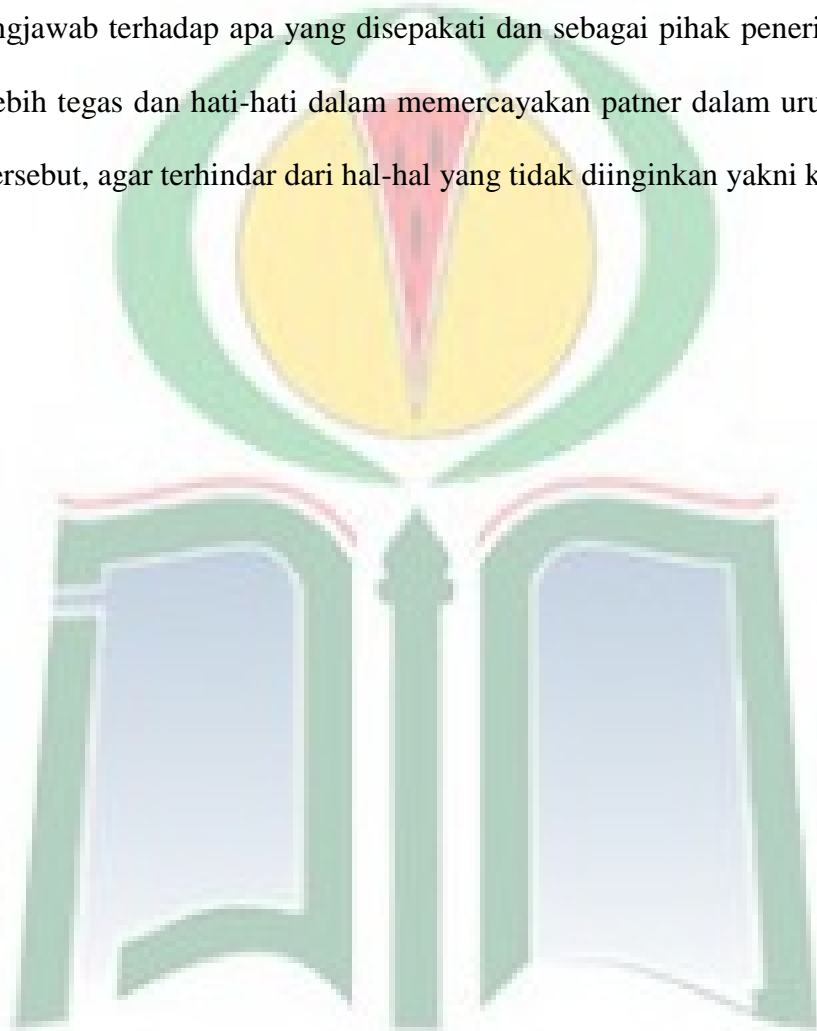 ngjawab terhadap apa yang disepakati dan sebagai pihak peneri
ebih tegas dan hati-hati dalam memercayakan patner dalam uru
ersebut, agar terhindar dari hal-hal yang tidak diinginkan yakni k